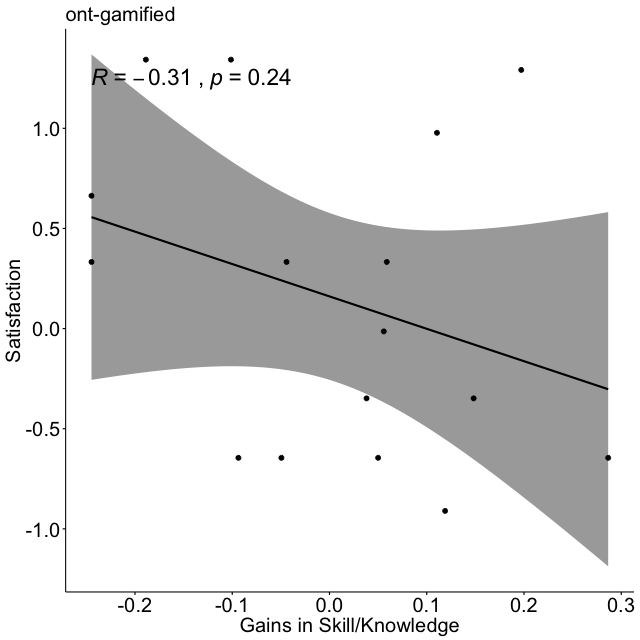 ont-gamified
R = −0.31 , p = 0.24
1.0
0.5
0.0
-0.5
-1.0
Satisfaction
-0.2 -0.1 0.0 0.1 0.2 0.3
Gains in Skill/Knowledge